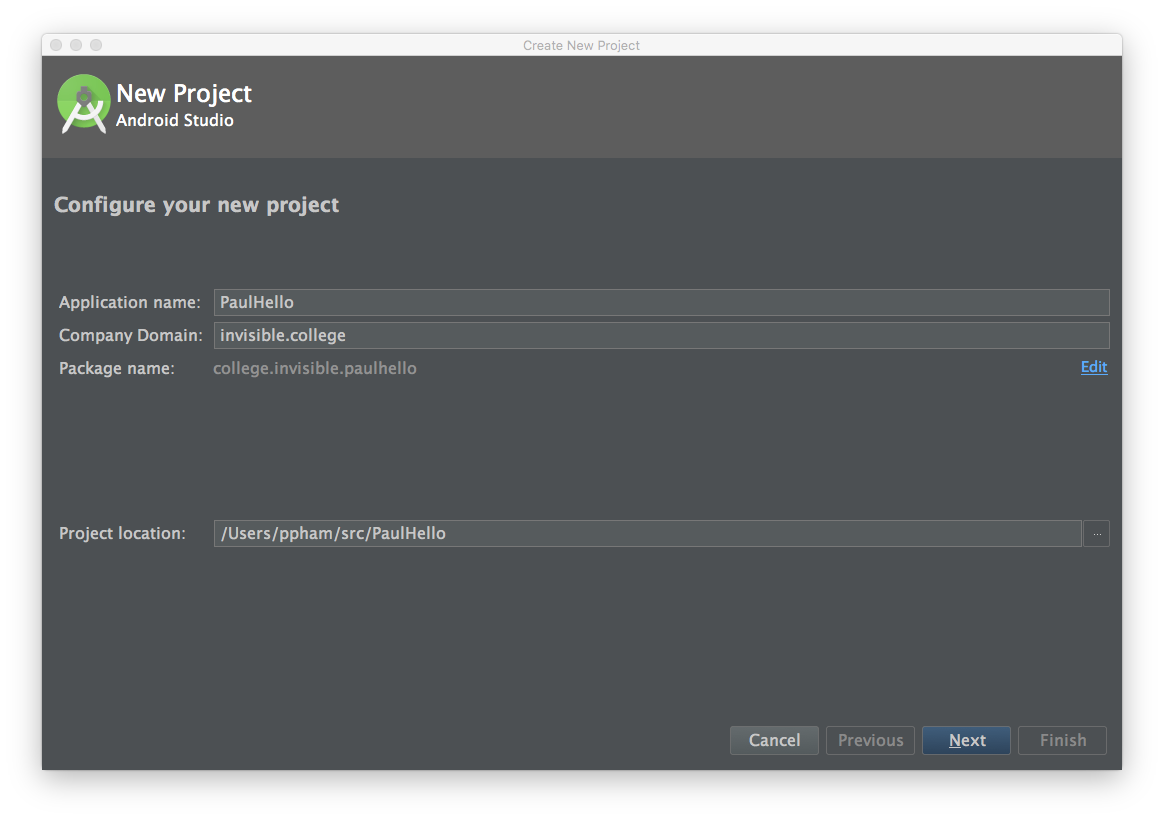 Create New Project
New Project
Android Studio
Configure your new project
Application name: PaulHello
Company Domain: invisible.college
Package name: college.invisible.paulhello Edit
Project location: /Users/ppham/src/PaulHello ...
Cancel Previous Next Finish